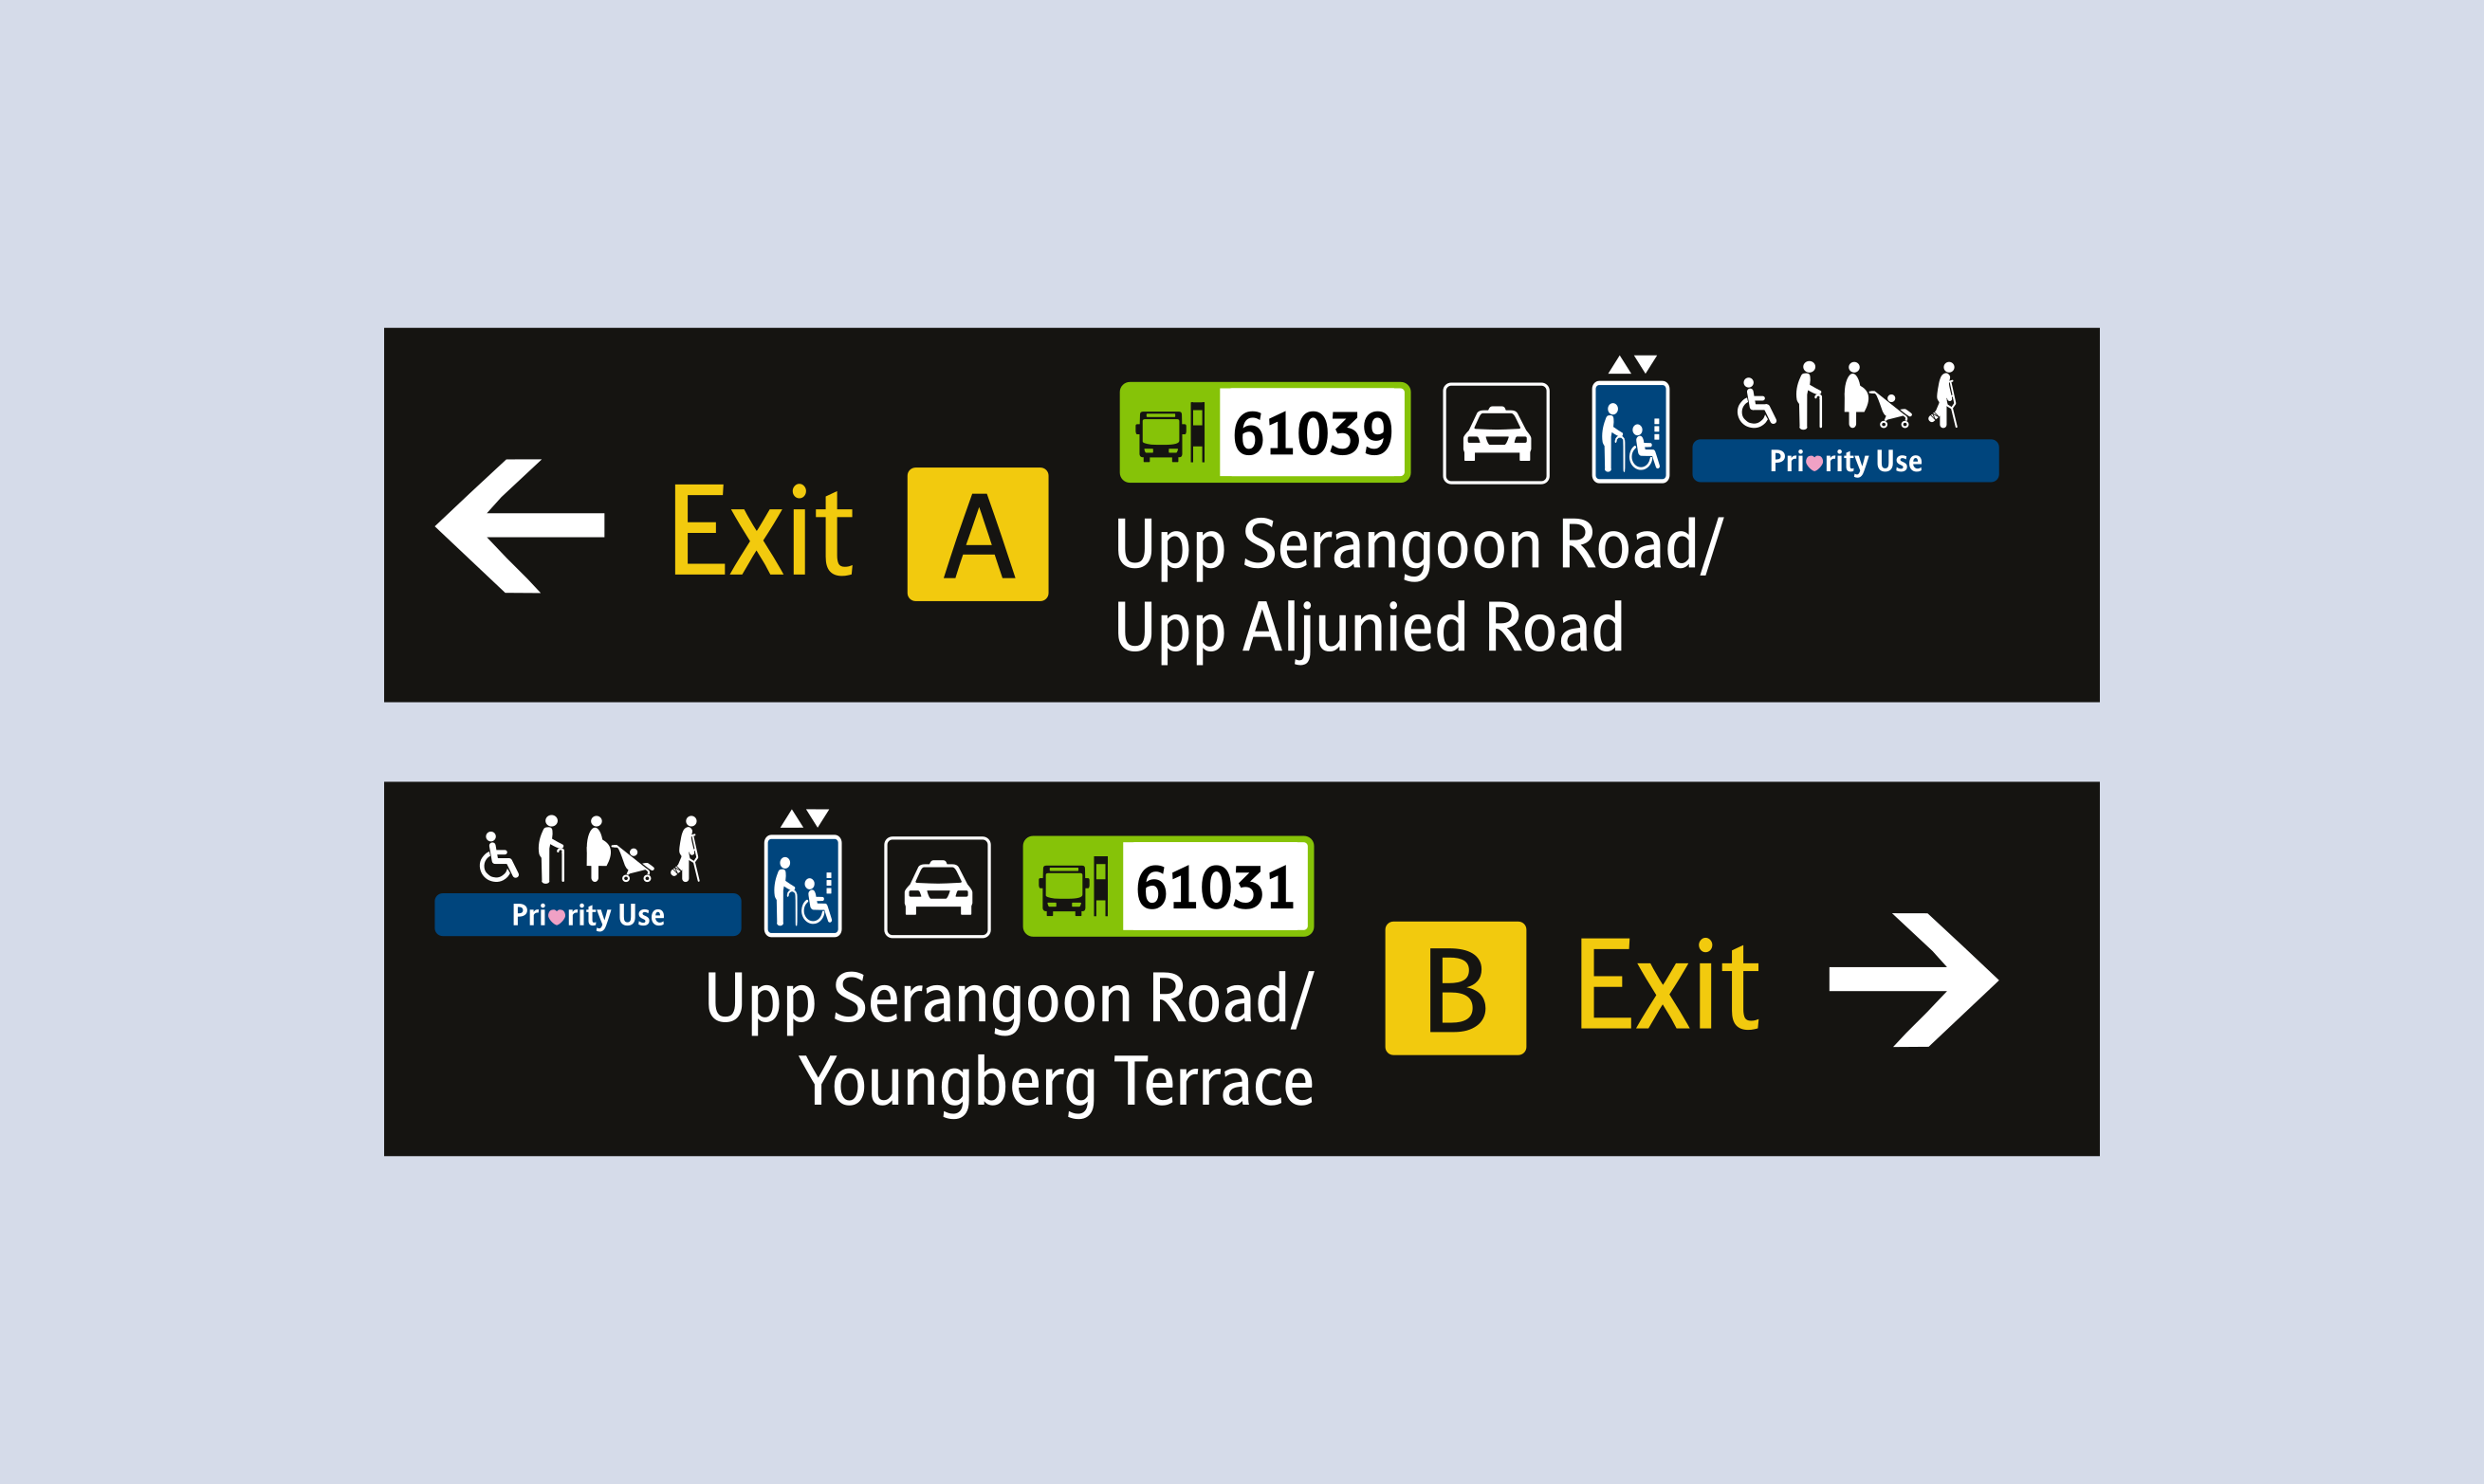 Exit A
61039
Priority Use
Upp Serangoon Road/
Upp Aljunied Road
Priority Use
61031
Upp Serangoon Road/
Youngberg Terrace
B Exit